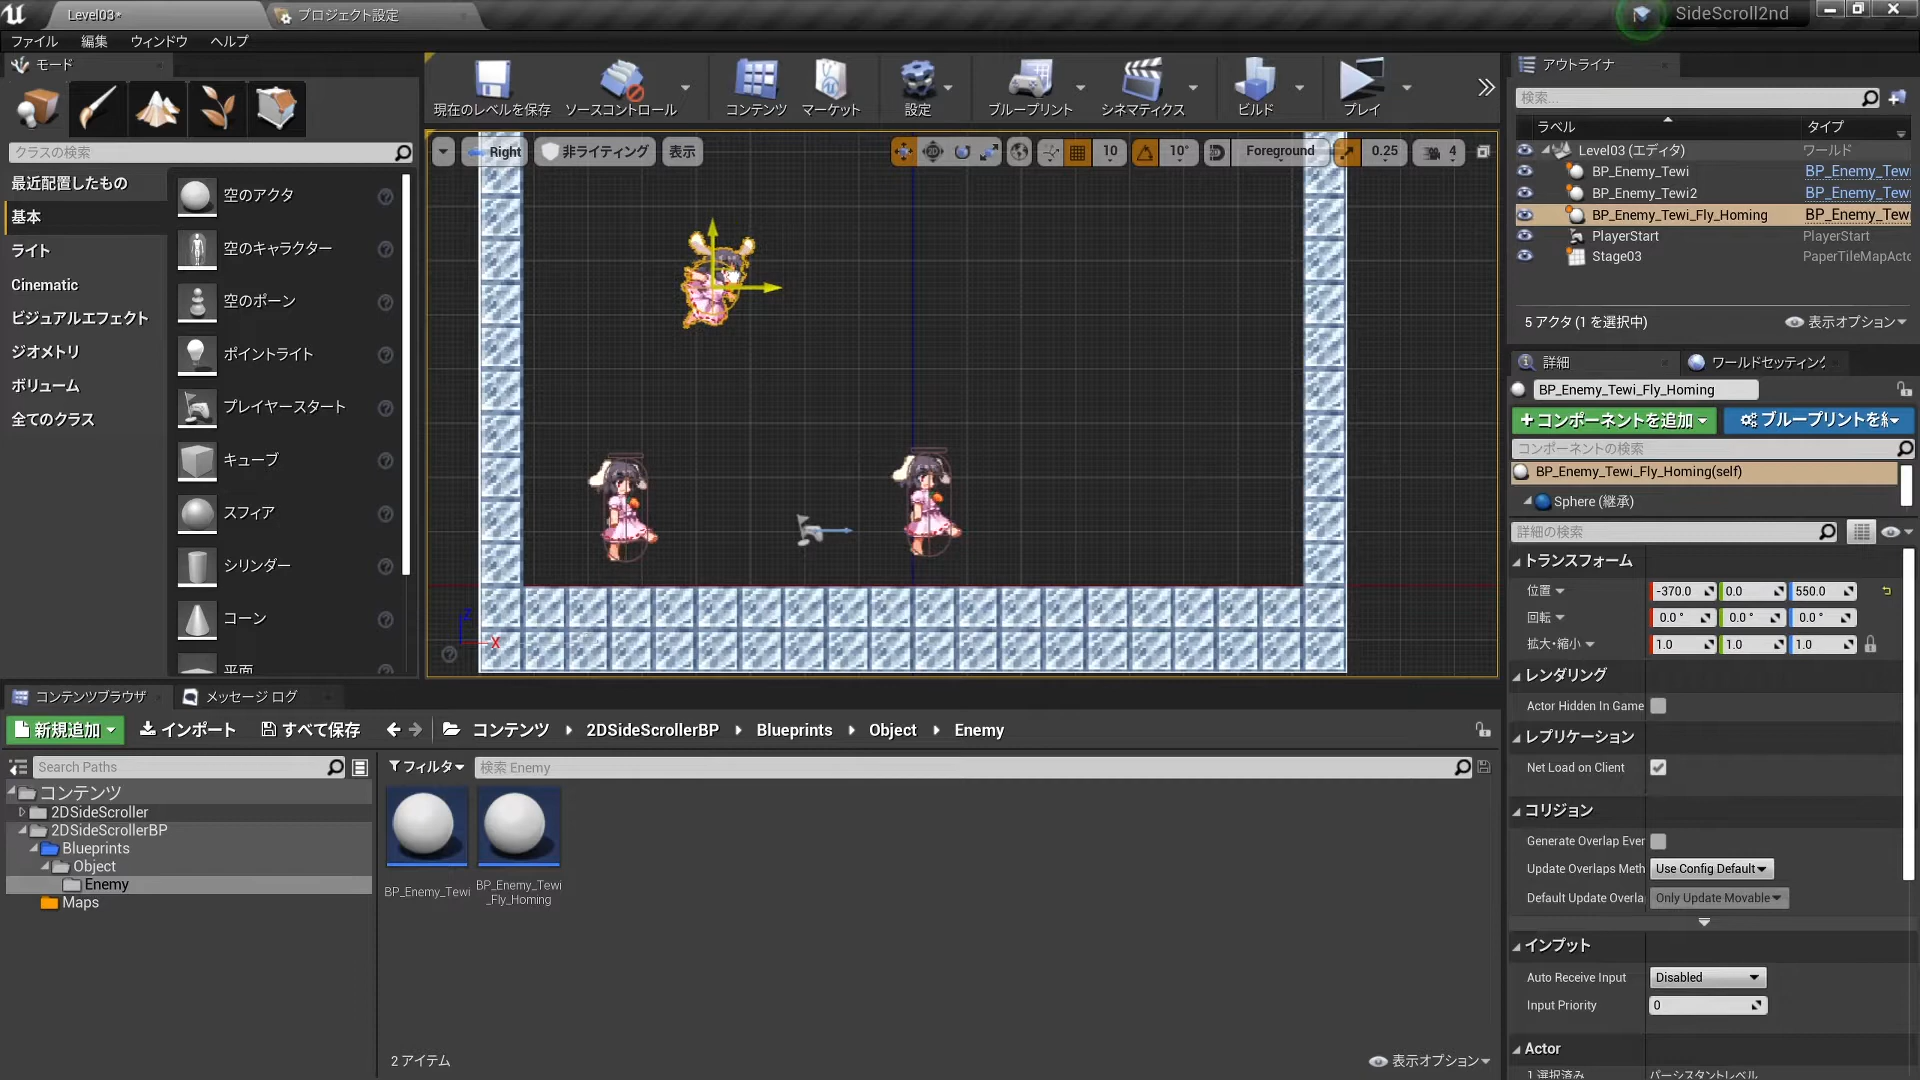 Level03*
プロジェクト設定
SideScroll2nd
ファイル 編集 ウィンドウ ヘルプ
モード
現在のレベルを保存 ソースコントロール コンテンツ マーケット 設定 ブループリント シネマティクス ビルド プレイ
クラスの検索
最近配置したもの
基本
ライト
Cinematic
ビジュアルエフェクト
ジオメトリ
ボリューム
全てのクラス
空のアクタ
空のキャラクター
空のポーン
ポイントライト
プレイヤースタート
キューブ
スフィア
シリンダー
コーン
平面
Right 非ライティング 表示 10 10° Foreground 0.25 4
Z
X
アウトライナ
検索...
ラベル タイプ
Level03 (エディタ) ワールド
BP_Enemy_Tewi BP_Enemy_Tewi
BP_Enemy_Tewi2 BP_Enemy_Tewi
BP_Enemy_Tewi_Fly_Homing BP_Enemy_Tewi
PlayerStart PlayerStart
Stage03 PaperTileMapActo
5 アクタ (1 を選択中) 表示オプション
詳細 ワールドセッティング
BP_Enemy_Tewi_Fly_Homing
+コンポーネントを追加 ブループリントを
コンポーネントの検索
BP_Enemy_Tewi_Fly_Homing(self)
Sphere (継承)
詳細の検索
トランスフォーム
位置 -370.0 0.0 550.0
回転 0.0 ° 0.0 ° 0.0 °
拡大・縮小 1.0 1.0 1.0
レンダリング
Actor Hidden In Game
レプリケーション
Net Load on Client
コリジョン
Generate Overlap Ever
Update Overlaps Meth Use Config Default
Default Update Overla Only Update Movable
インプット
Auto Receive Input Disabled
Input Priority 0
Actor
1 選択済み パーシスタントレベル
コンテンツブラウザ メッセージ ログ
新規追加 インポート すべて保存 コンテンツ 2DSideScrollerBP Blueprints Object Enemy
Search Paths
フィルタ 検索 Enemy
コンテンツ
2DSideScroller
2DSideScrollerBP
Blueprints
Object
Enemy
Maps
BP_Enemy_Tewi
BP_Enemy_Tewi
_Fly_Homing
2 アイテム 表示オプション